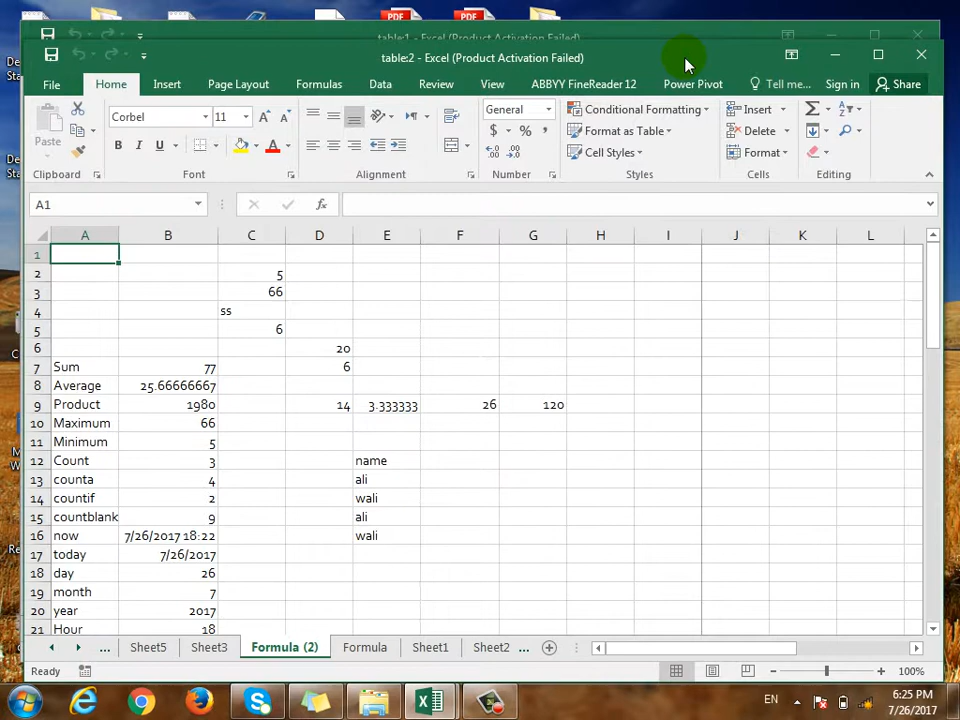 PDF PDF
table:1 - Excel (Product Activation Failed)
table:2 - Excel (Product Activation Failed)
File Home Insert Page Layout Formulas Data Review View ABBYY FineReader 12 Power Pivot Tell me... Sign in Share
Paste
Corbel 11
B I U
General
$ % ,
Conditional Formatting
Format as Table
Cell Styles
Insert
Delete
Format
Clipboard Font Alignment Number Styles Cells Editing
A1 fx
A B C D E F G H I J K L
1
2 5
3 66
4 ss
5 6
6 20
7 Sum 77 6
8 Average 25.66666667
9 Product 1980 14 3.333333 26 120
10 Maximum 66
11 Minimum 5
12 Count 3 name
13 counta 4 ali
14 countif 2 wali
15 countblank 9 ali
16 now 7/26/2017 18:22 wali
17 today 7/26/2017
18 day 26
19 month 7
20 year 2017
21 Hour 18
... Sheet5 Sheet3 Formula (2) Formula Sheet1 Sheet2 ...
Ready 100%
EN 6:25 PM
7/26/2017